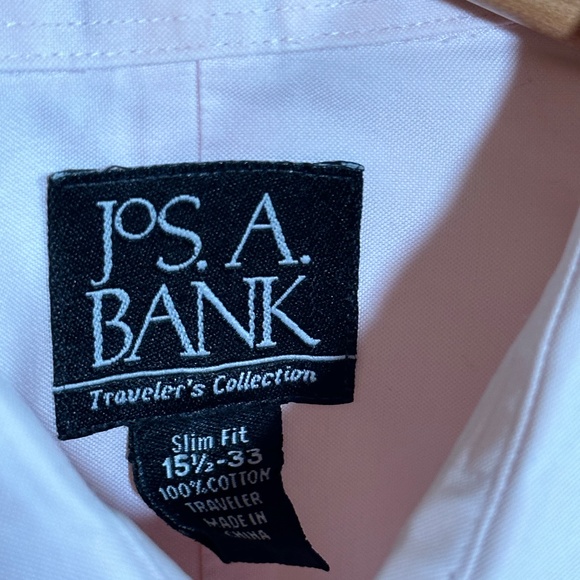 JOS. A.
BANK
Traveler's Collection
Slim Fit
15½-33
100% COTTON
TRAVELER
MADE IN
CHINA